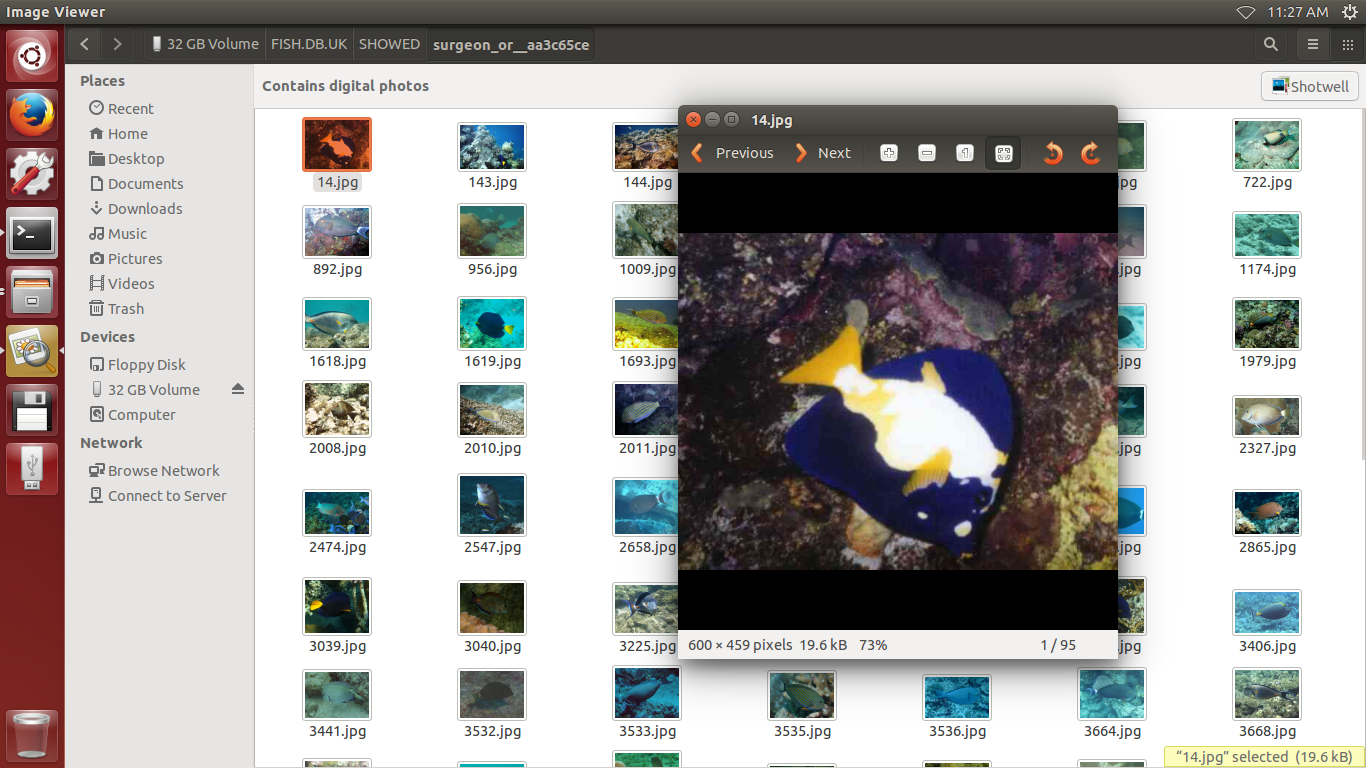 Image Viewer
11:27 AM
32 GB Volume
FISH.DB.UK
SHOWED
surgeon_or__aa3c65ce
Places
Recent
Home
Desktop
Documents
Downloads
Music
Pictures
Videos
Trash
Devices
Floppy Disk
32 GB Volume
Computer
Network
Browse Network
Connect to Server
Contains digital photos
Shotwell
14.jpg
Previous
Next
1
600 × 459 pixels 19.6 kB 73%
1 / 95
14.jpg 143.jpg 144.jpg 722.jpg
892.jpg 956.jpg 1009.jpg 1174.jpg
1618.jpg 1619.jpg 1693.jpg 1979.jpg
2008.jpg 2010.jpg 2011.jpg 2327.jpg
2474.jpg 2547.jpg 2658.jpg 2865.jpg
3039.jpg 3040.jpg 3225.jpg 3406.jpg
3441.jpg 3532.jpg 3533.jpg 3535.jpg 3536.jpg 3664.jpg 3668.jpg
“14.jpg” selected (19.6 kB)